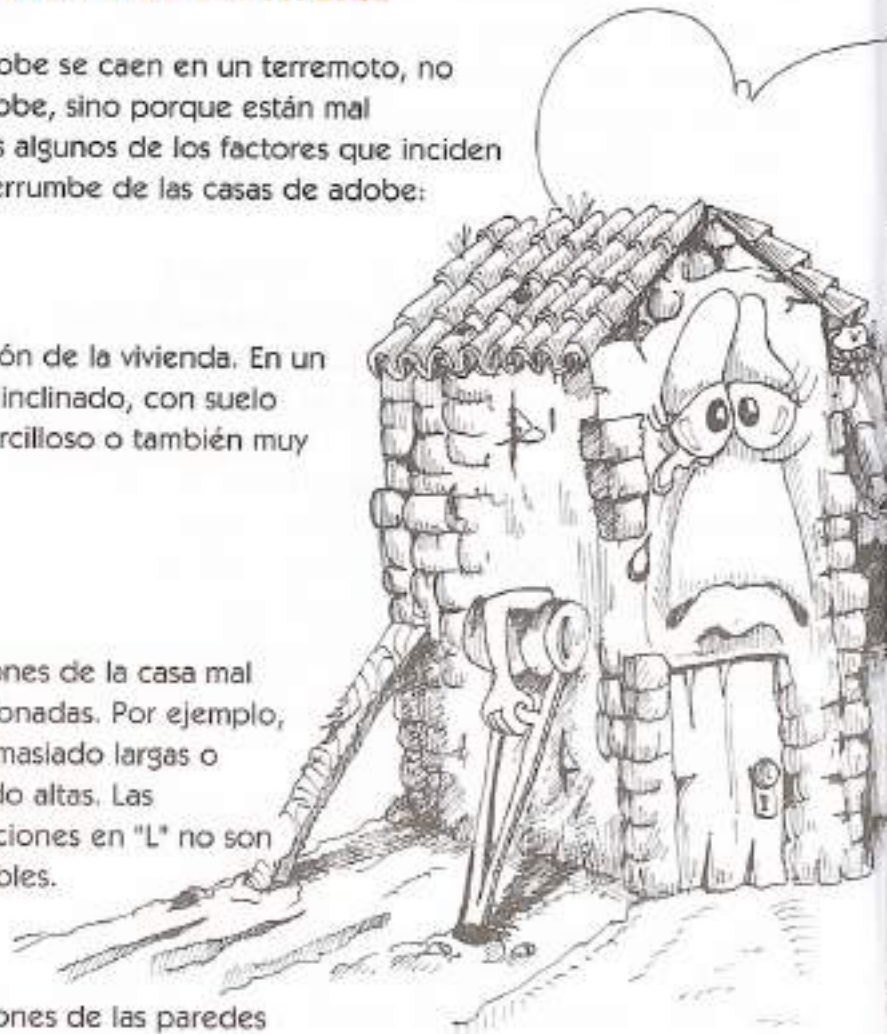 obe se caen en un terremoto, no
obe, sino porque están mal
s algunos de los factores que inciden
errumbe de las casas de adobe:
ón de la vivienda. En un
inclinado, con suelo
rcilloso o también muy
ones de la casa mal
onadas. Por ejemplo,
masiado largas o
do altas. Las
ciones en "L" no son
bles.
ones de las paredes